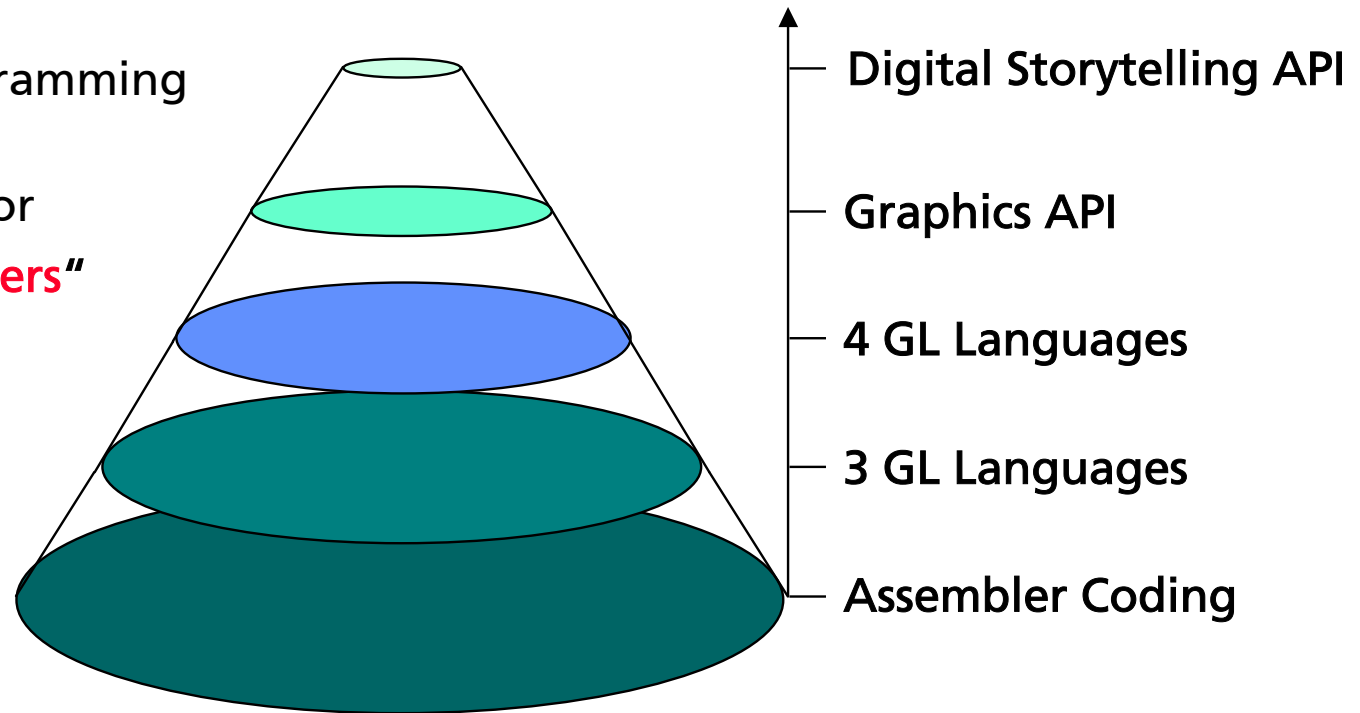 ramming
or
ers“
Digital Storytelling API
Graphics API
4 GL Languages
3 GL Languages
Assembler Coding